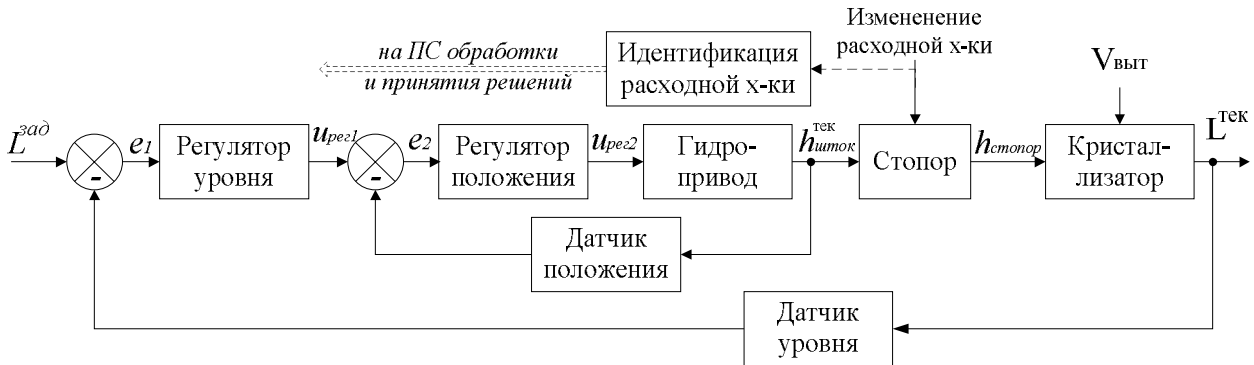 Измененение
расходной х-ки
на ПС обработки
и принятия решений
Идентификация
расходной х-ки
Vвыт
Lзад
e1
Регулятор
уровня
uрег1
e2
Регулятор
положения
uрег2
Гидро-
привод
hтекшток
Стопор
hстопор
Кристал-
лизатор
Lтек
-
-
Датчик
положения
Датчик
уровня